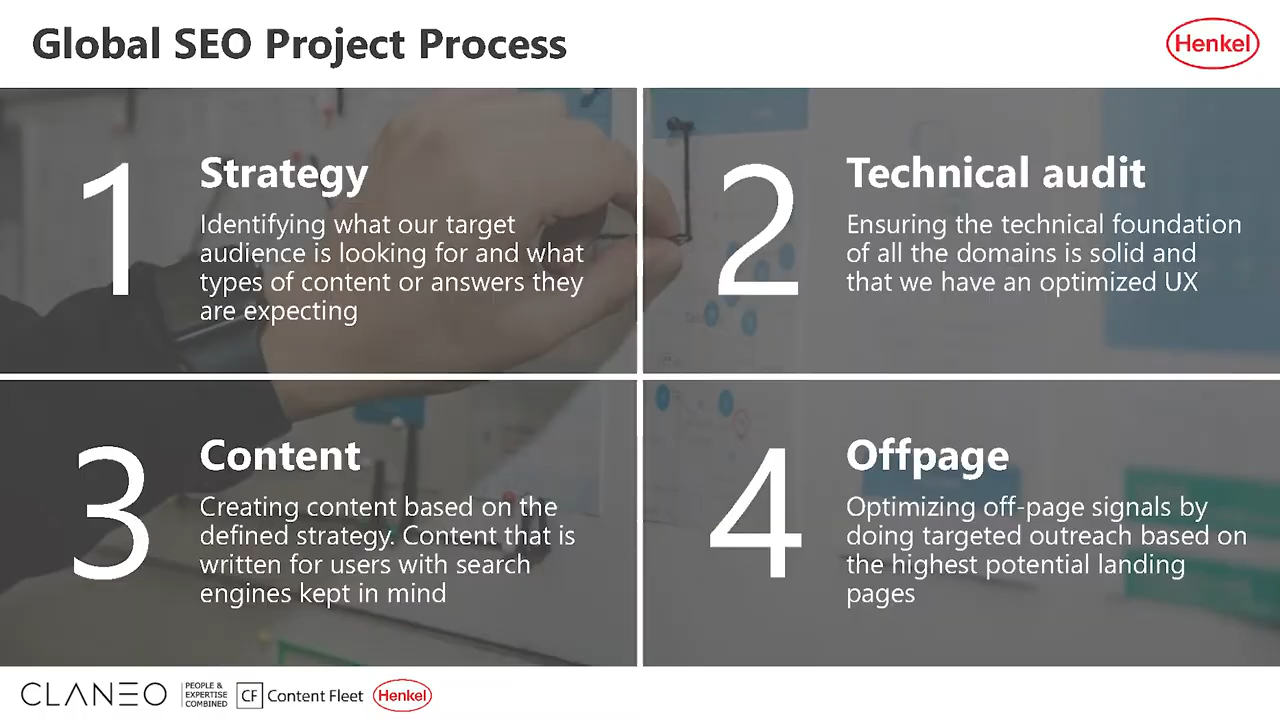 Global SEO Project Process
Henkel
1
Strategy
Identifying what our target
audience is looking for and what
types of content or answers they
are expecting
2
Technical audit
Ensuring the technical foundation
of all the domains is solid and
that we have an optimized UX
3
Content
Creating content based on the
defined strategy. Content that is
written for users with search
engines kept in mind
4
Offpage
Optimizing off-page signals by
doing targeted outreach based on
the highest potential landing
pages
CLANEO
PEOPLE &
EXPERTISE
COMBINED
CF Content Fleet
Henkel